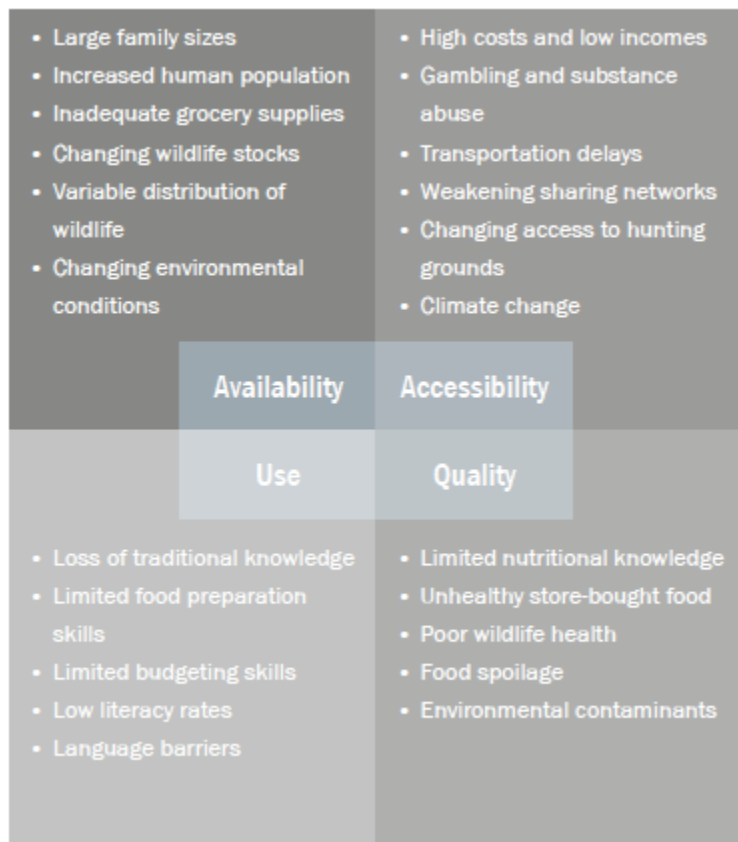 • Large family sizes
• Increased human population
• Inadequate grocery supplies
• Changing wildlife stocks
• Variable distribution of
wildlife
• Changing environmental
conditions
• High costs and low incomes
• Gambling and substance
abuse
• Transportation delays
• Weakening sharing networks
• Changing access to hunting
grounds
• Climate change
Availability
Accessibility
Use
Quality
• Loss of traditional knowledge
• Limited food preparation
skills
• Limited budgeting skills
• Low literacy rates
• Language barriers
• Limited nutritional knowledge
• Unhealthy store-bought food
• Poor wildlife health
• Food spoilage
• Environmental contaminants